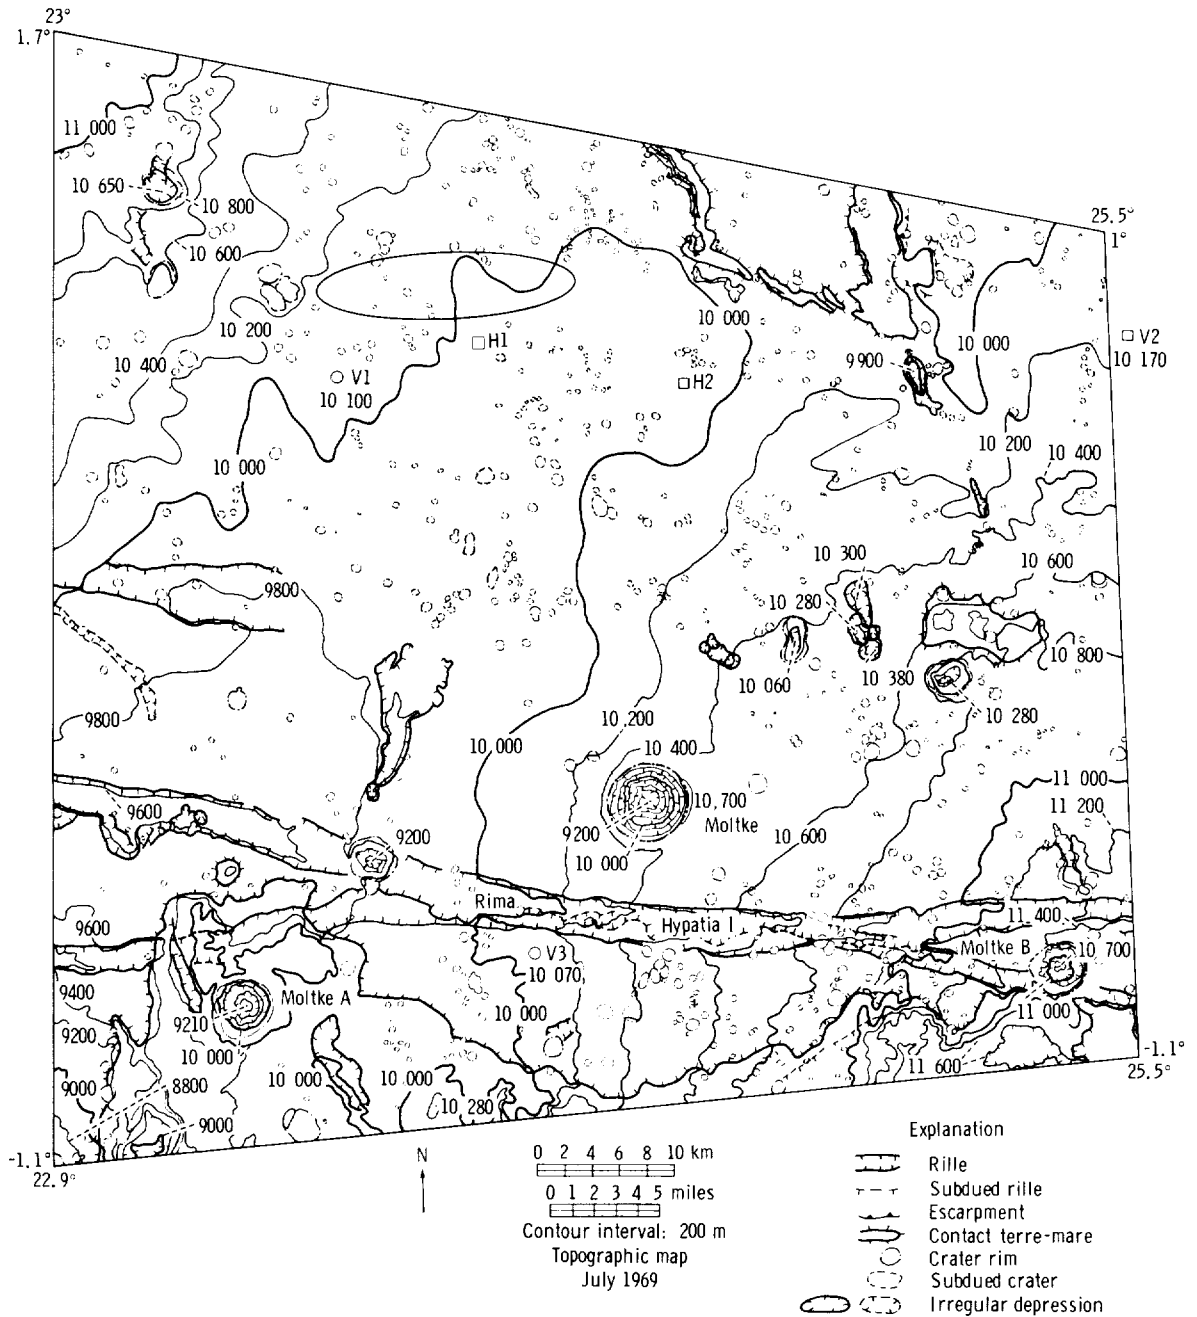 23°
1.7°
11 000
10 650
10 800
10 600
25.5°
1°
10 200
10 000
H1
V2
10 400
10 000
10 170
9 900
V1
H2
10 100
10 200
10 400
10 000
10 300
10 600
9800
10 280
10 800
10 060
10 380
9800
10 280
10,200
10 000
10 400
11 000
10,700
11 200
9600
Moltke
9200
9200
10 600
10 000
Rima
11 400
9600
Hypatia I
Moltke B
10 700
V3
10 070
9400
Moltke A
10 000
11 000
9210
9200
10 000
-1.1°
11 600
25.5°
9000
8800
10 000
10 000
10 280
9000
-1.1°
22.9°
N
0 2 4 6 8 10 km
0 1 2 3 4 5 miles
Contour interval: 200 m
Topographic map
July 1969
Explanation
Rille
Subdued rille
Escarpment
Contact terre-mare
Crater rim
Subdued crater
Irregular depression